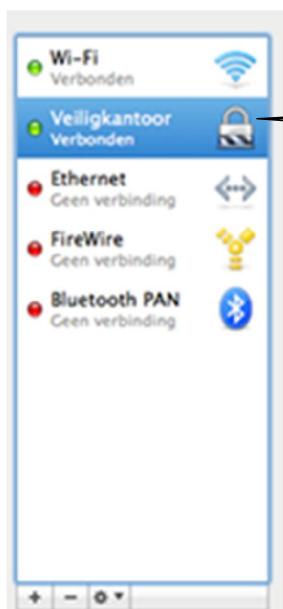 Wi-Fi
Verbonden
Veiligkantoor
Verbonden
Ethernet
Geen verbinding
FireWire
Geen verbinding
Bluetooth PAN
Geen verbinding